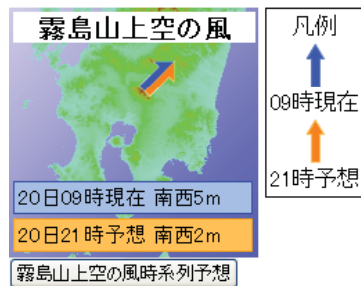 霧島山上空の風
20日09時現在 南西5m
20日21時予想 南西2m
霧島山上空の風時系列予想
凡例
09時現在
21時予想